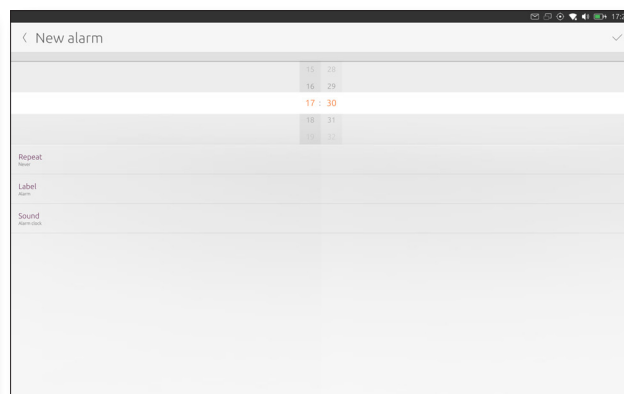 17:2
New alarm
15 28
16 29
17 : 30
18 31
Repeat
Never
Label
Alarm
Sound
Alarm clock